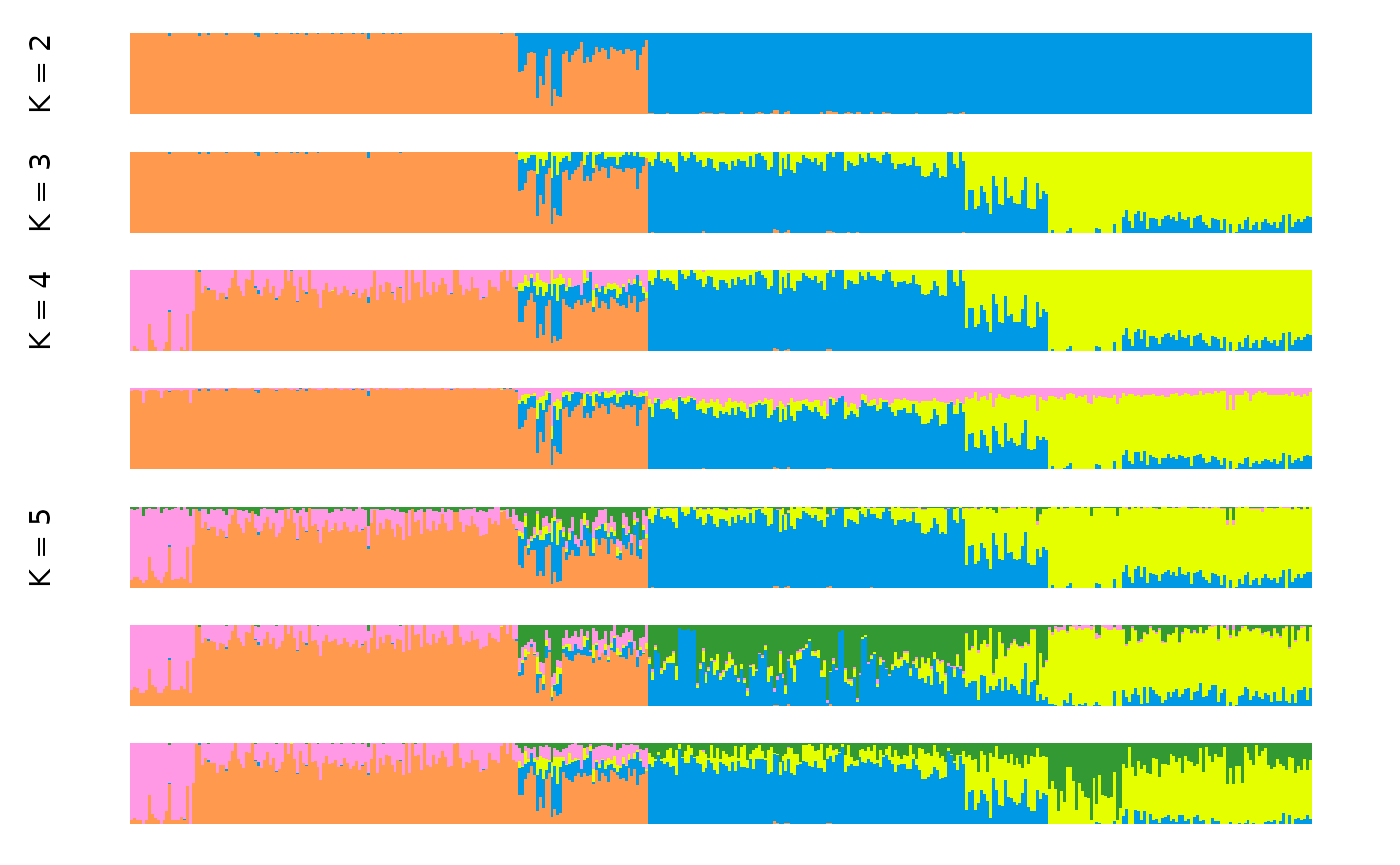 K = 2
K = 3
K = 4
K = 5